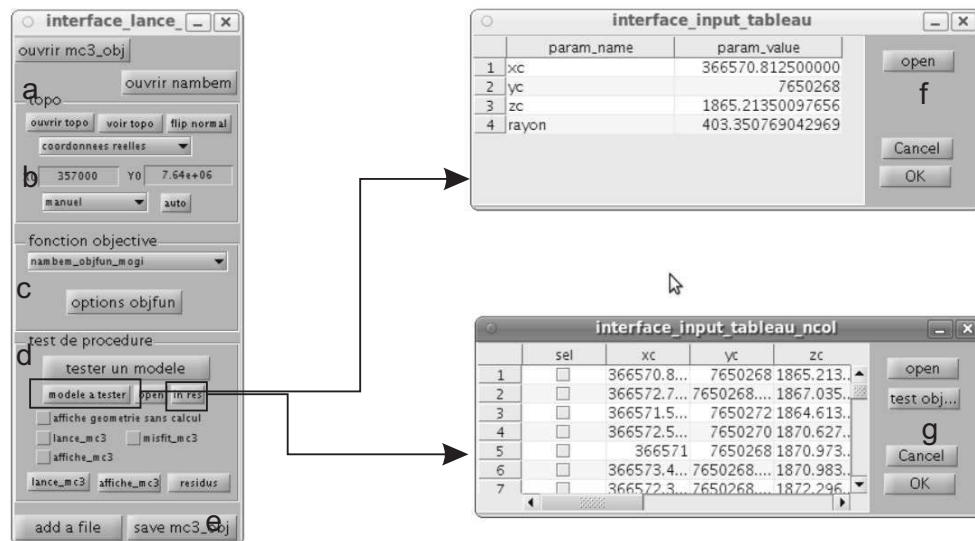 interface_lance_
ouvrir mc3_obj
a
ouvrir nambem
topo
ouvrir topo voir topo flip normal
coordonnees reelles
b
357000 Y0 7.64e+06
manuel auto
fonction objective
nambem_objfun_mogi
c
options objfun
test de procedure
d
tester un modele
modele a tester open in res
affiche geometrie sans calcul
lance_mc3 misfit_mc3
affiche_mc3
lance_mc3 affiche_mc3 residus
e
add a file save mc3_obj
interface_input_tableau
param_name param_value
1 xc 366570.812500000
2 yc 7650268
3 zc 1865.21350097656
4 rayon 403.350769042969
open
f
Cancel
OK
interface_input_tableau_ncol
sel xc yc zc
1 366570.8... 7650268 1865.213..
2 366572.7... 7650268.... 1867.035..
3 366571.5... 7650272 1864.613..
4 366572.5... 7650270 1870.627..
5 366571 7650268 1870.973..
6 366573.4... 7650268.... 1870.983..
7 366572.3... 7650268.... 1872.296..
open
test obj...
g
Cancel
OK